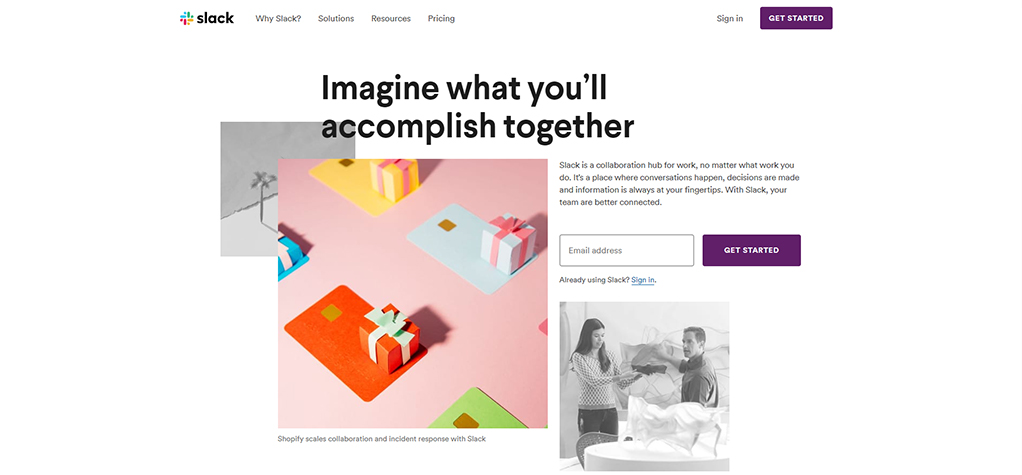 slack
Why Slack?
Solutions
Resources
Pricing
Sign in
GET STARTED
Imagine what you’ll
accomplish together
Slack is a collaboration hub for work, no matter what work you
do. It’s a place where conversations happen, decisions are made
and information is always at your fingertips. With Slack, your
team are better connected.
Email address
GET STARTED
Already using Slack? Sign in.
Shopify scales collaboration and incident response with Slack